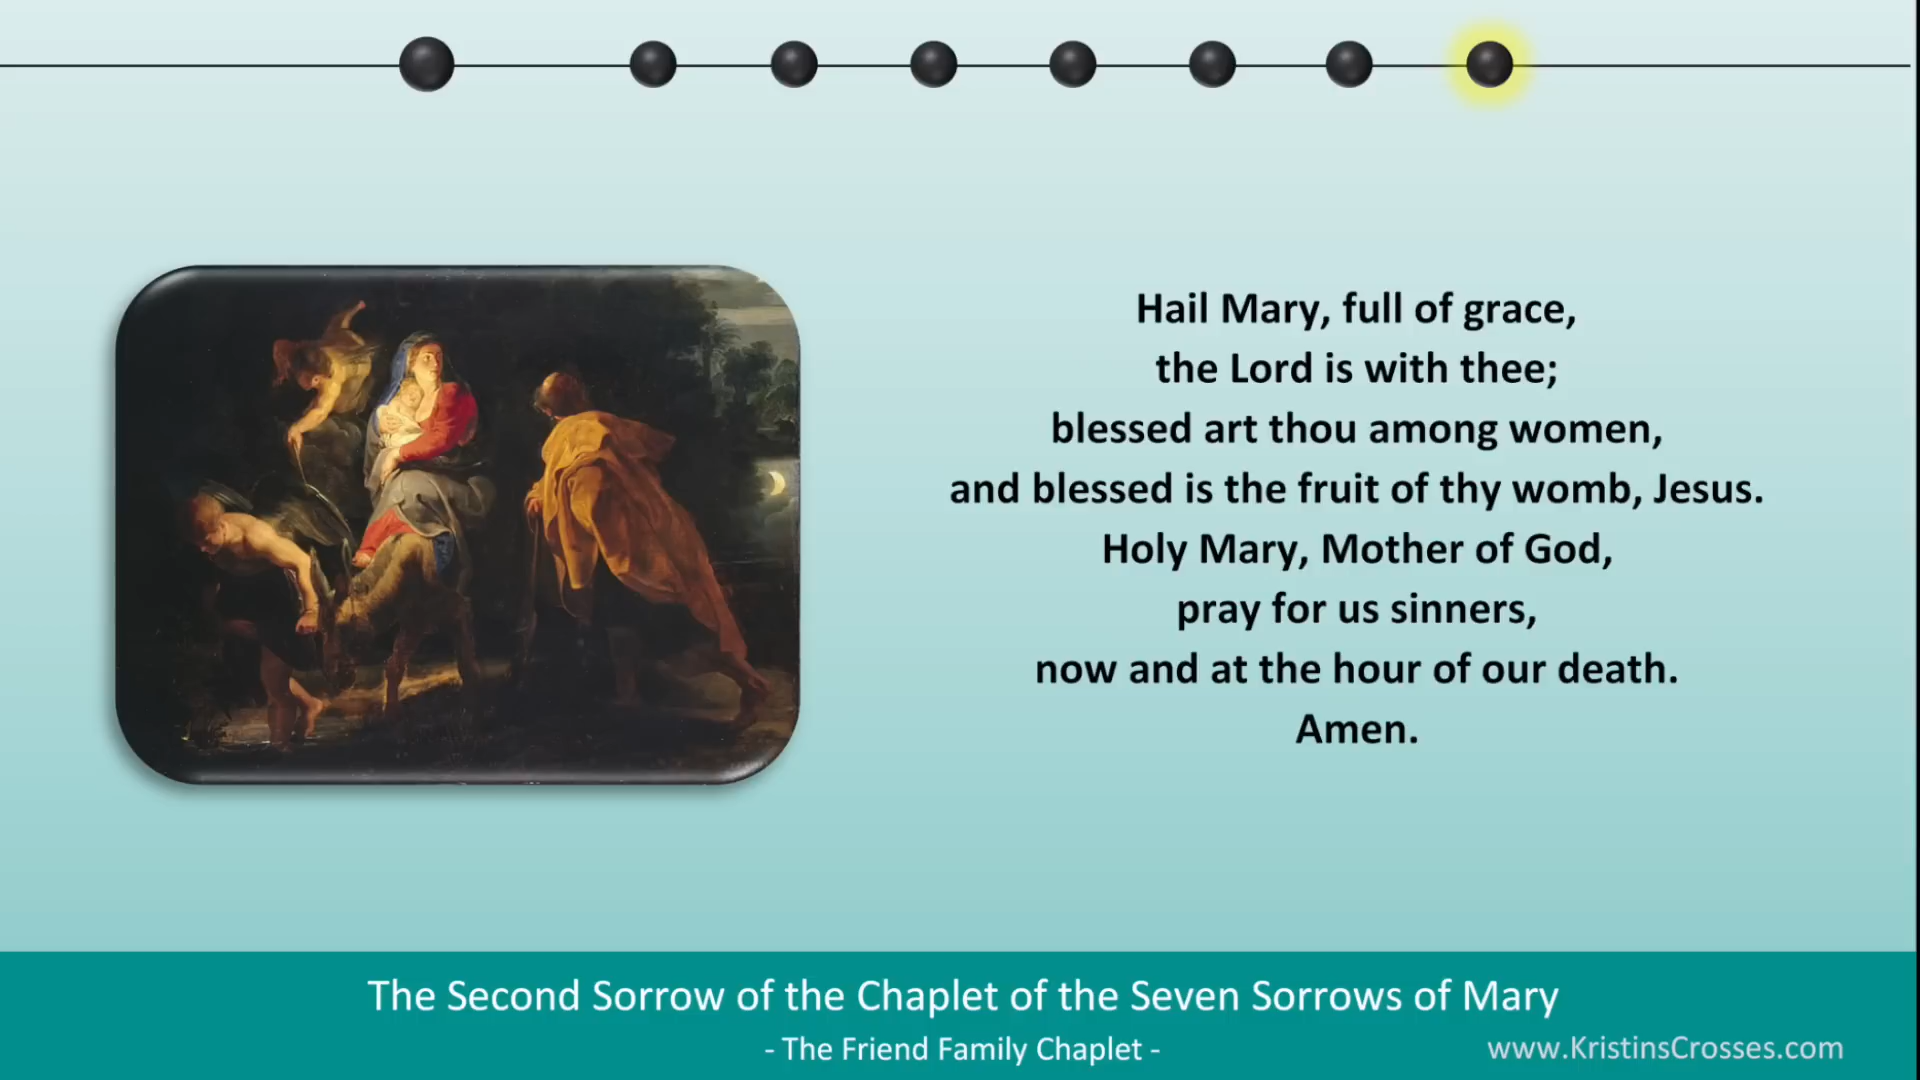 Hail Mary, full of grace,
the Lord is with thee;
blessed art thou among women,
and blessed is the fruit of thy womb, Jesus.
Holy Mary, Mother of God,
pray for us sinners,
now and at the hour of our death.
Amen.
The Second Sorrow of the Chaplet of the Seven Sorrows of Mary
- The Friend Family Chaplet -
www.KristinsCrosses.com